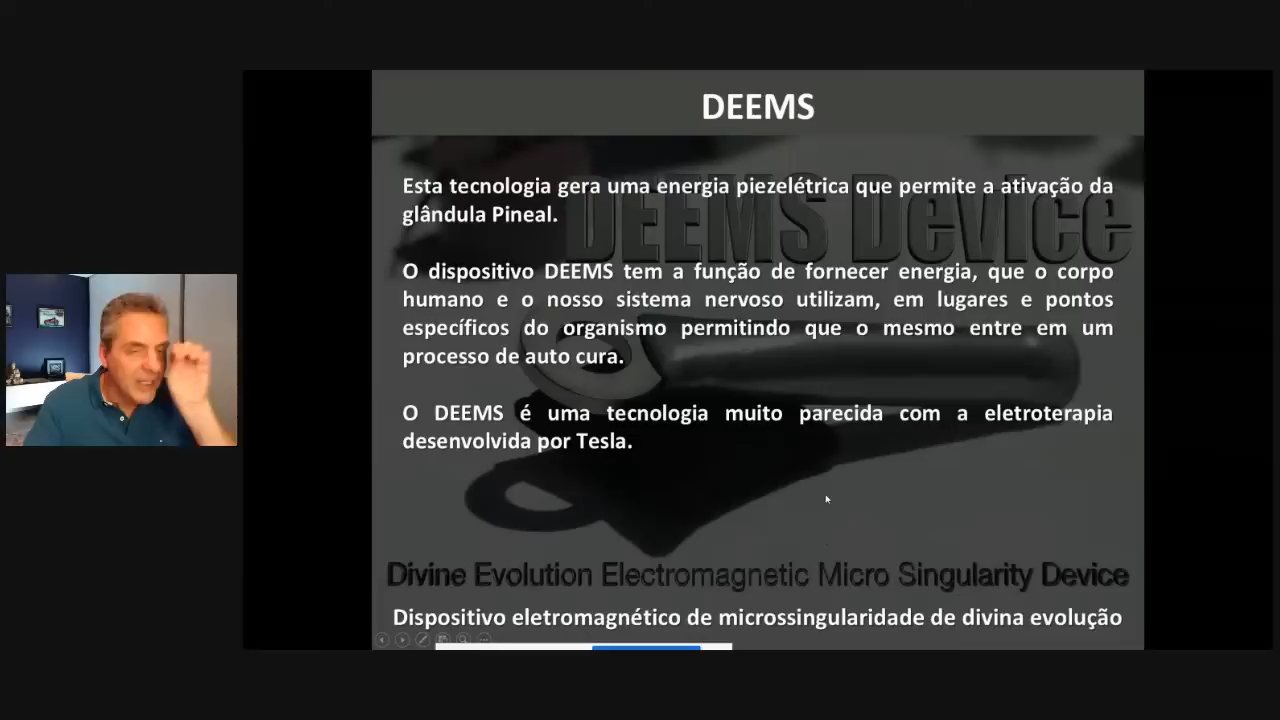 DEEMS
DEEMS Device
Esta tecnologia gera uma energia piezelétrica que permite a ativação da
glândula Pineal.
O dispositivo DEEMS tem a função de fornecer energia, que o corpo
humano e o nosso sistema nervoso utilizam, em lugares e pontos
específicos do organismo permitindo que o mesmo entre em um
processo de auto cura.
O DEEMS é uma tecnologia muito parecida com a eletroterapia
desenvolvida por Tesla.
Divine Evolution Electromagnetic Micro Singularity Device
Dispositivo eletromagnético de microssingularidade de divina evolução